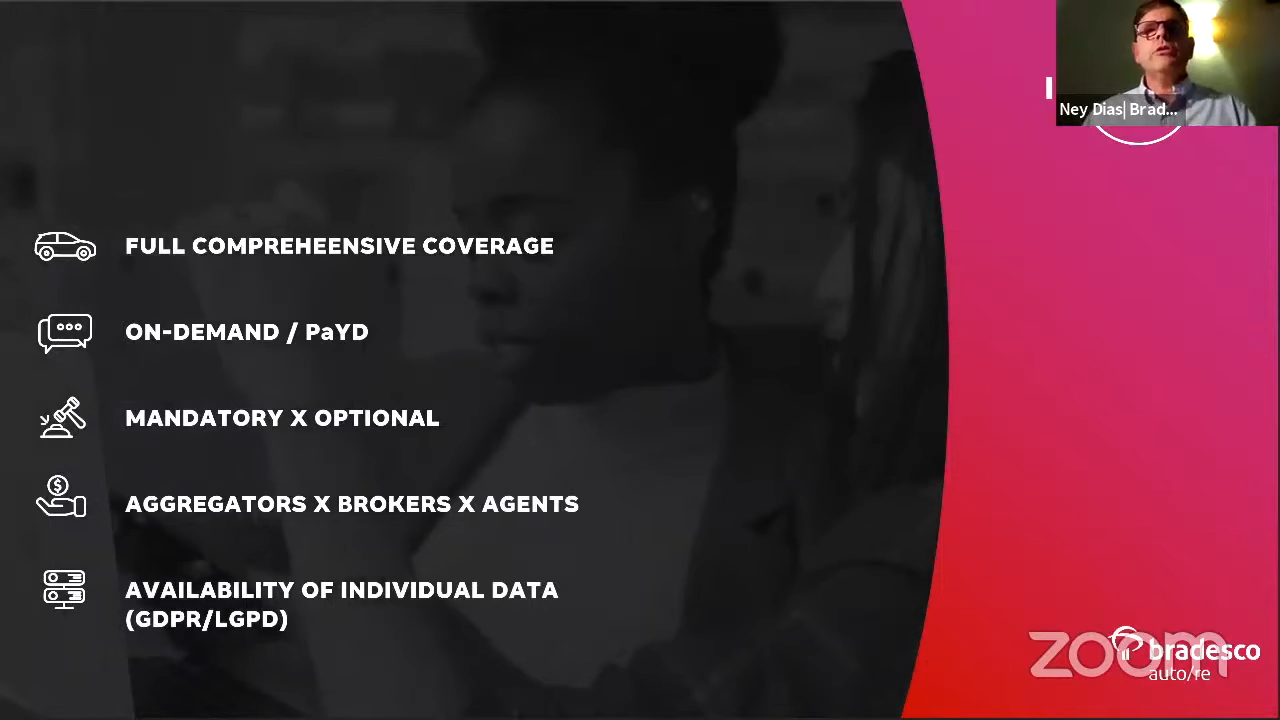 Ney Dias| Brad...
FULL COMPREHEENSIVE COVERAGE
ON-DEMAND / PaYD
MANDATORY X OPTIONAL
AGGREGATORS X BROKERS X AGENTS
AVAILABILITY OF INDIVIDUAL DATA
(GDPR/LGPD)
zoom
bradesco
auto/re